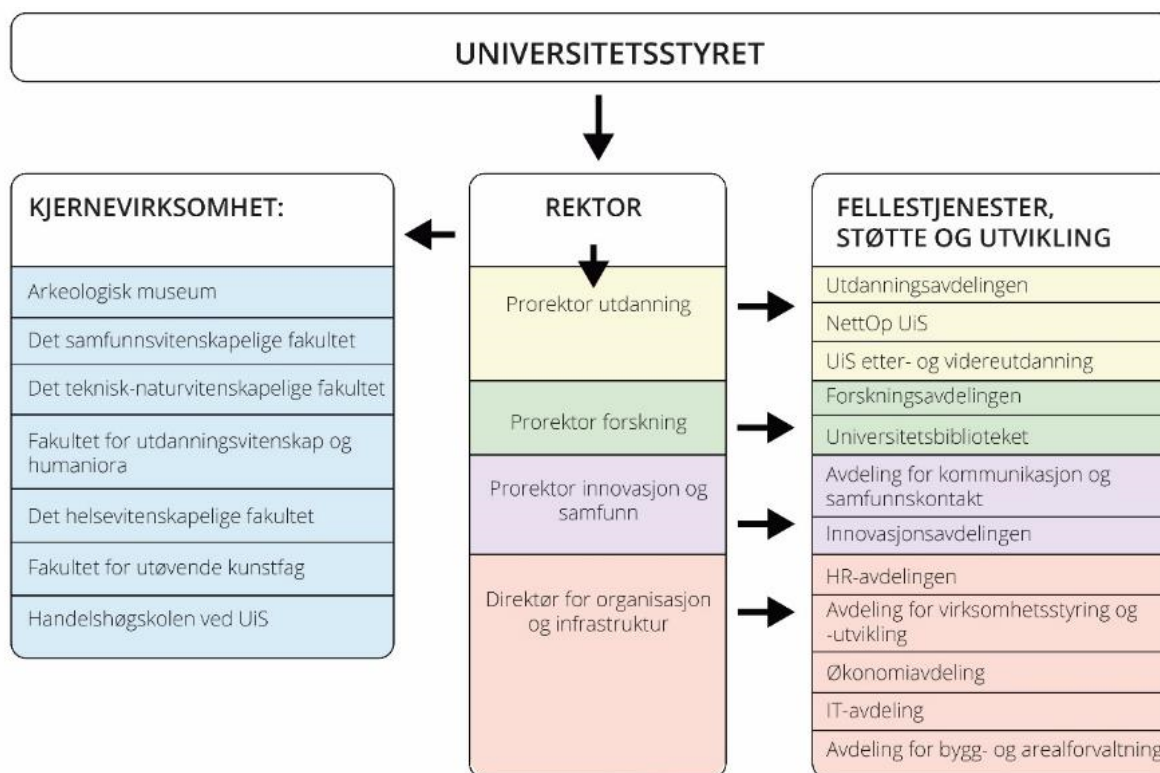 UNIVERSITETSSTYRET
KJERNEVIRKSOMHET:
Arkeologisk museum
Det samfunnsvitenskapelige fakultet
Det teknisk-naturvitenskapelige fakultet
Fakultet for utdanningsvitenskap og
humaniora
Det helsevitenskapelige fakultet
Fakultet for utøvende kunstfag
Handelshøgskolen ved UiS
REKTOR
Prorektor utdanning
Prorektor forskning
Prorektor innovasjon og
samfunn
Direktør for organisasjon
og infrastruktur
FELLESTJENESTER,
STØTTE OG UTVIKLING
Utdanningsavdelingen
NettOp UiS
UiS etter- og videreutdanning
Forskningsavdelingen
Universitetsbiblioteket
Avdeling for kommunikasjon og
samfunnskontakt
Innovasjonsavdelingen
HR-avdelingen
Avdeling for virksomhetsstyring og
-utvikling
Økonomiavdeling
IT-avdeling
Avdeling for bygg- og arealforvaltning